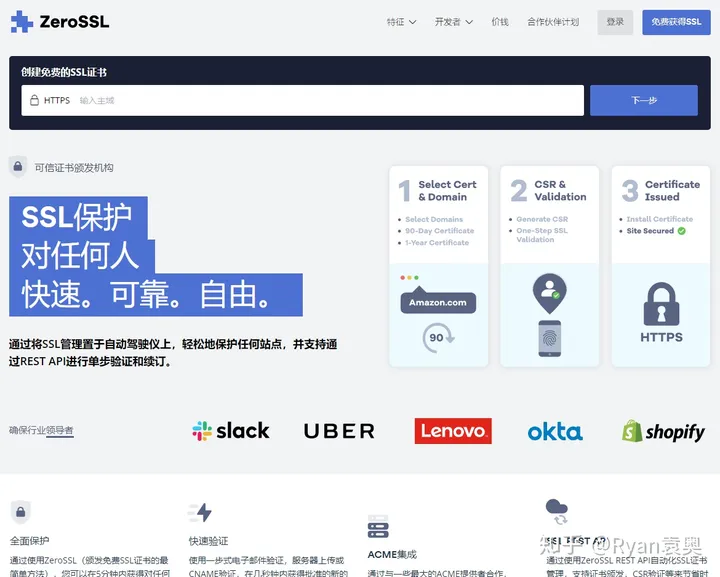 ZeroSSL
特征
开发者
价钱
合作伙伴计划
登录
免费获得SSL
创建免费的SSL证书
HTTPS 输入主域
下一步
可信证书颁发机构
SSL保护
对任何人
快速。可靠。自由。
通过将SSL管理置于自动驾驶仪上，轻松地保护任何站点，并支持通
过REST API进行单步验证和续订。
1 Select Cert
& Domain
Select Domains
90-Day Certificate
1-Year Certificate
Amazon.com
90
2 CSR &
Validation
Generate CSR
One-Step SSL
Validation
3 Certificate
Issued
Install Certificate
Site Secured
HTTPS
确保行业领导者
slack
UBER
Lenovo
okta
shopify
全面保护
通过使用ZeroSSL（颁发免费SSL证书的最
简单方法），您可以在5分钟内获得对任何
快速验证
使用一步式电子邮件验证，服务器上传或
CNAME验证，在几秒钟内获得批准的新的
ACME集成
通过与一些最大的ACME提供者合作，
SSL REST API
通过使用ZeroSSL REST API自动化SSL证书
管理，支持证书颁发，CSR验证等来节省时
知乎 @Ryan袁奥